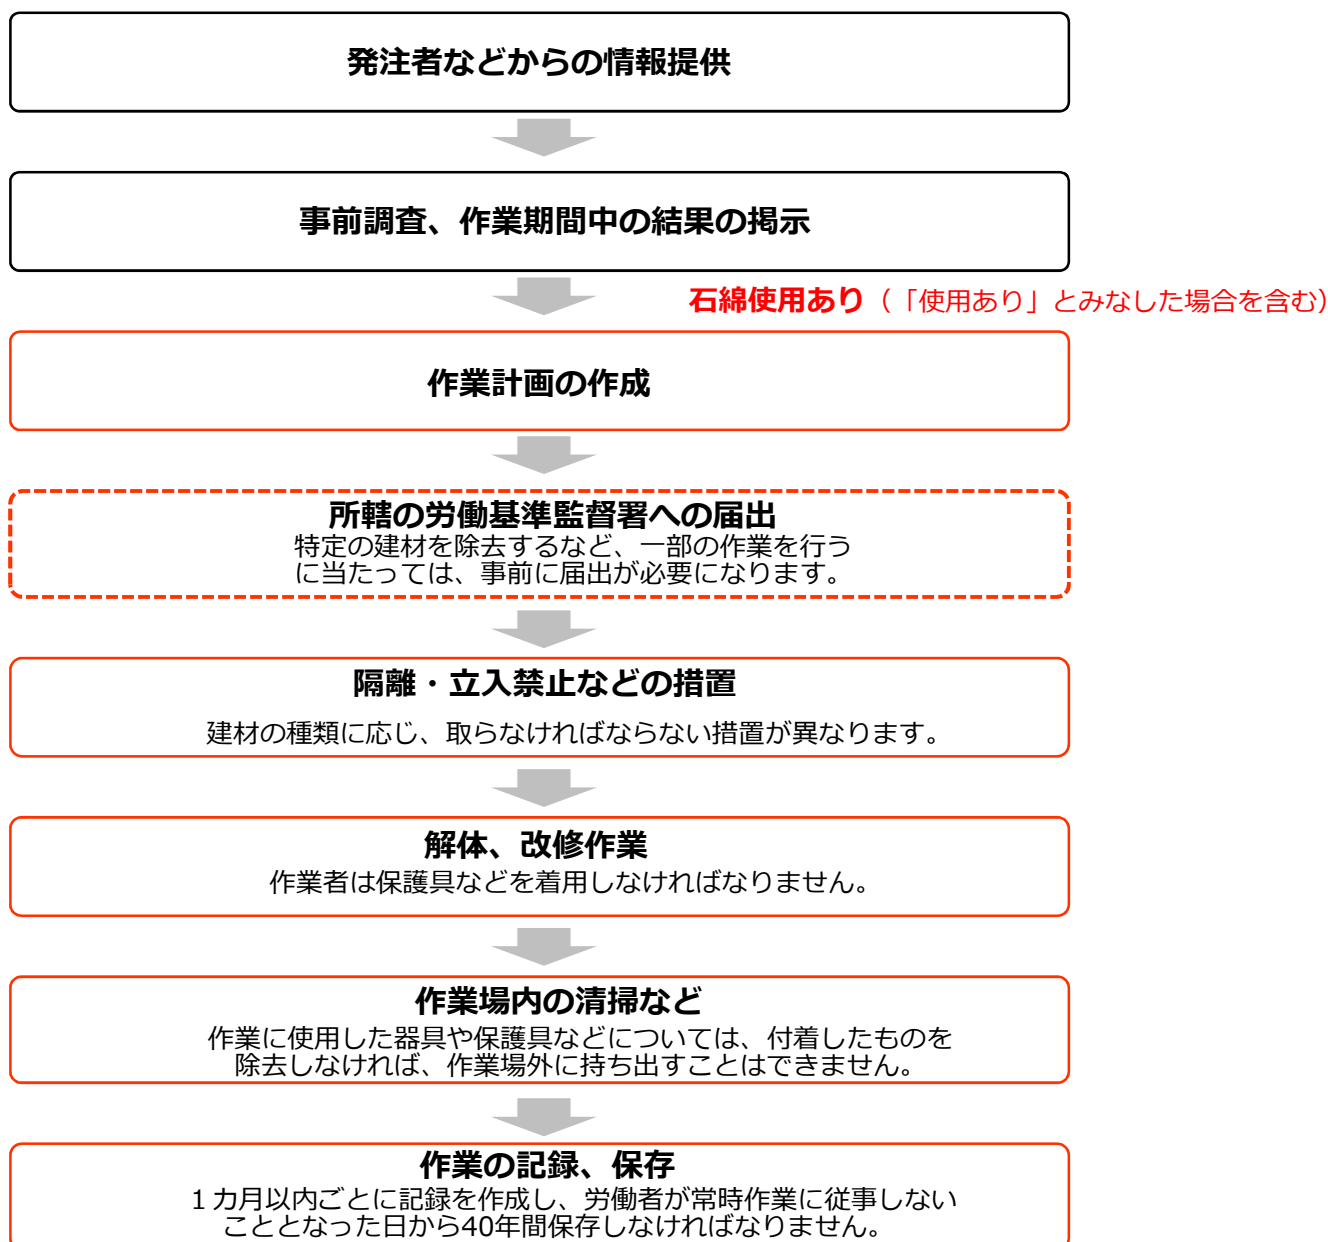 発注者などからの情報提供
事前調査、作業期間中の結果の掲示
石綿使用あり（「使用あり」とみなした場合を含む）
作業計画の作成
所轄の労働基準監督署への届出
特定の建材を除去するなど、一部の作業を行う
に当たっては、事前に届出が必要になります。
隔離・立入禁止などの措置
建材の種類に応じ、取らなければならない措置が異なります。
解体、改修作業
作業者は保護具などを着用しなければなりません。
作業場内の清掃など
作業に使用した器具や保護具などについては、付着したものを
除去しなければ、作業場外に持ち出すことはできません。
作業の記録、保存
１カ月以内ごとに記録を作成し、労働者が常時作業に従事しない
こととなった日から40年間保存しなければなりません。